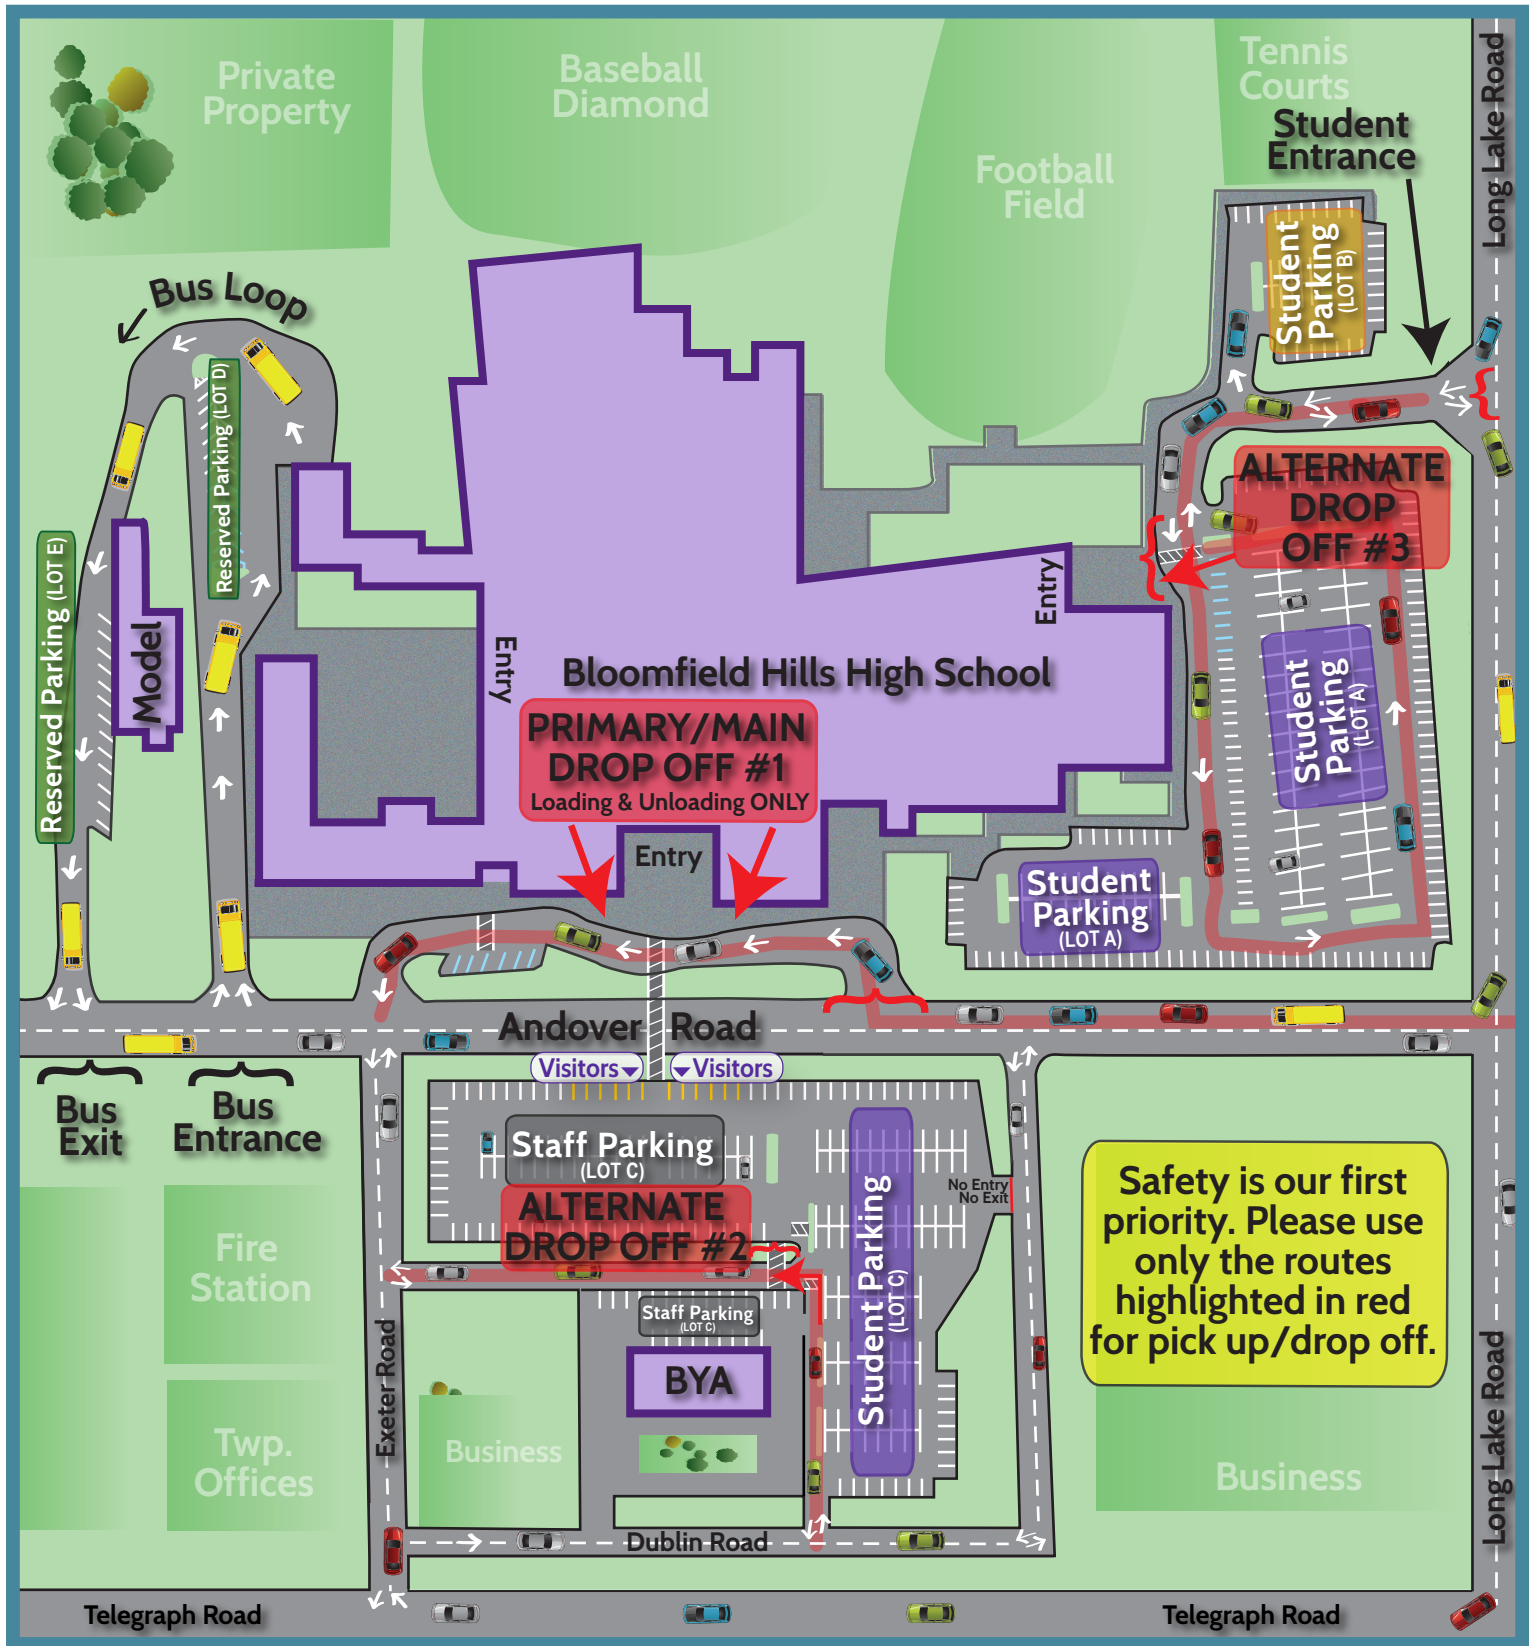 Private
Property
Baseball
Diamond
Tennis
Courts
Student
Entrance
Long Lake Road
Football
Field
Student
Parking
(LOT B)
Bus Loop
Reserved Parking (LOT D)
ALTERNATE
DROP
OFF #3
Reserved Parking (LOT E)
Model
Entry
Entry
Bloomfield Hills High School
PRIMARY/MAIN
DROP OFF #1
Loading & Unloading ONLY
Entry
Student
Parking
(LOT A)
Student
Parking
(LOT A)
Andover Road
Visitors
Visitors
Bus
Exit
Bus
Entrance
Staff Parking
(LOT C)
ALTERNATE
DROP OFF #2
Student Parking
(LOT C)
No Entry
No Exit
Safety is our first
priority. Please use
only the routes
highlighted in red
for pick up/drop off.
Fire
Station
Staff Parking
(LOT C)
BYA
Exeter Road
Twp.
Offices
Business
Business
Long Lake Road
Dublin Road
Telegraph Road
Telegraph Road